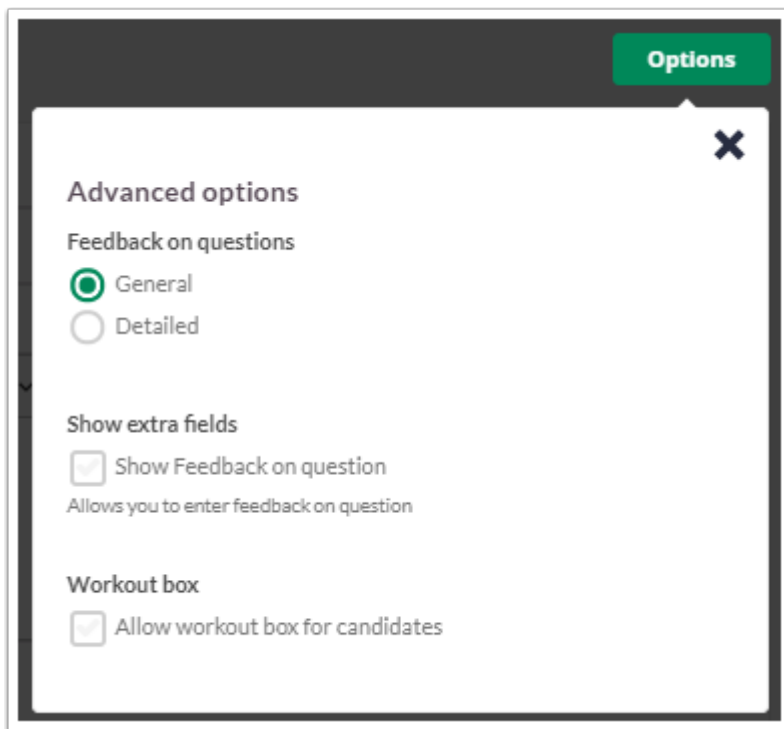 Options
Advanced options
Feedback on questions
General
Detailed
Show extra fields
Show Feedback on question
Allows you to enter feedback on question
Workout box
Allow workout box for candidates